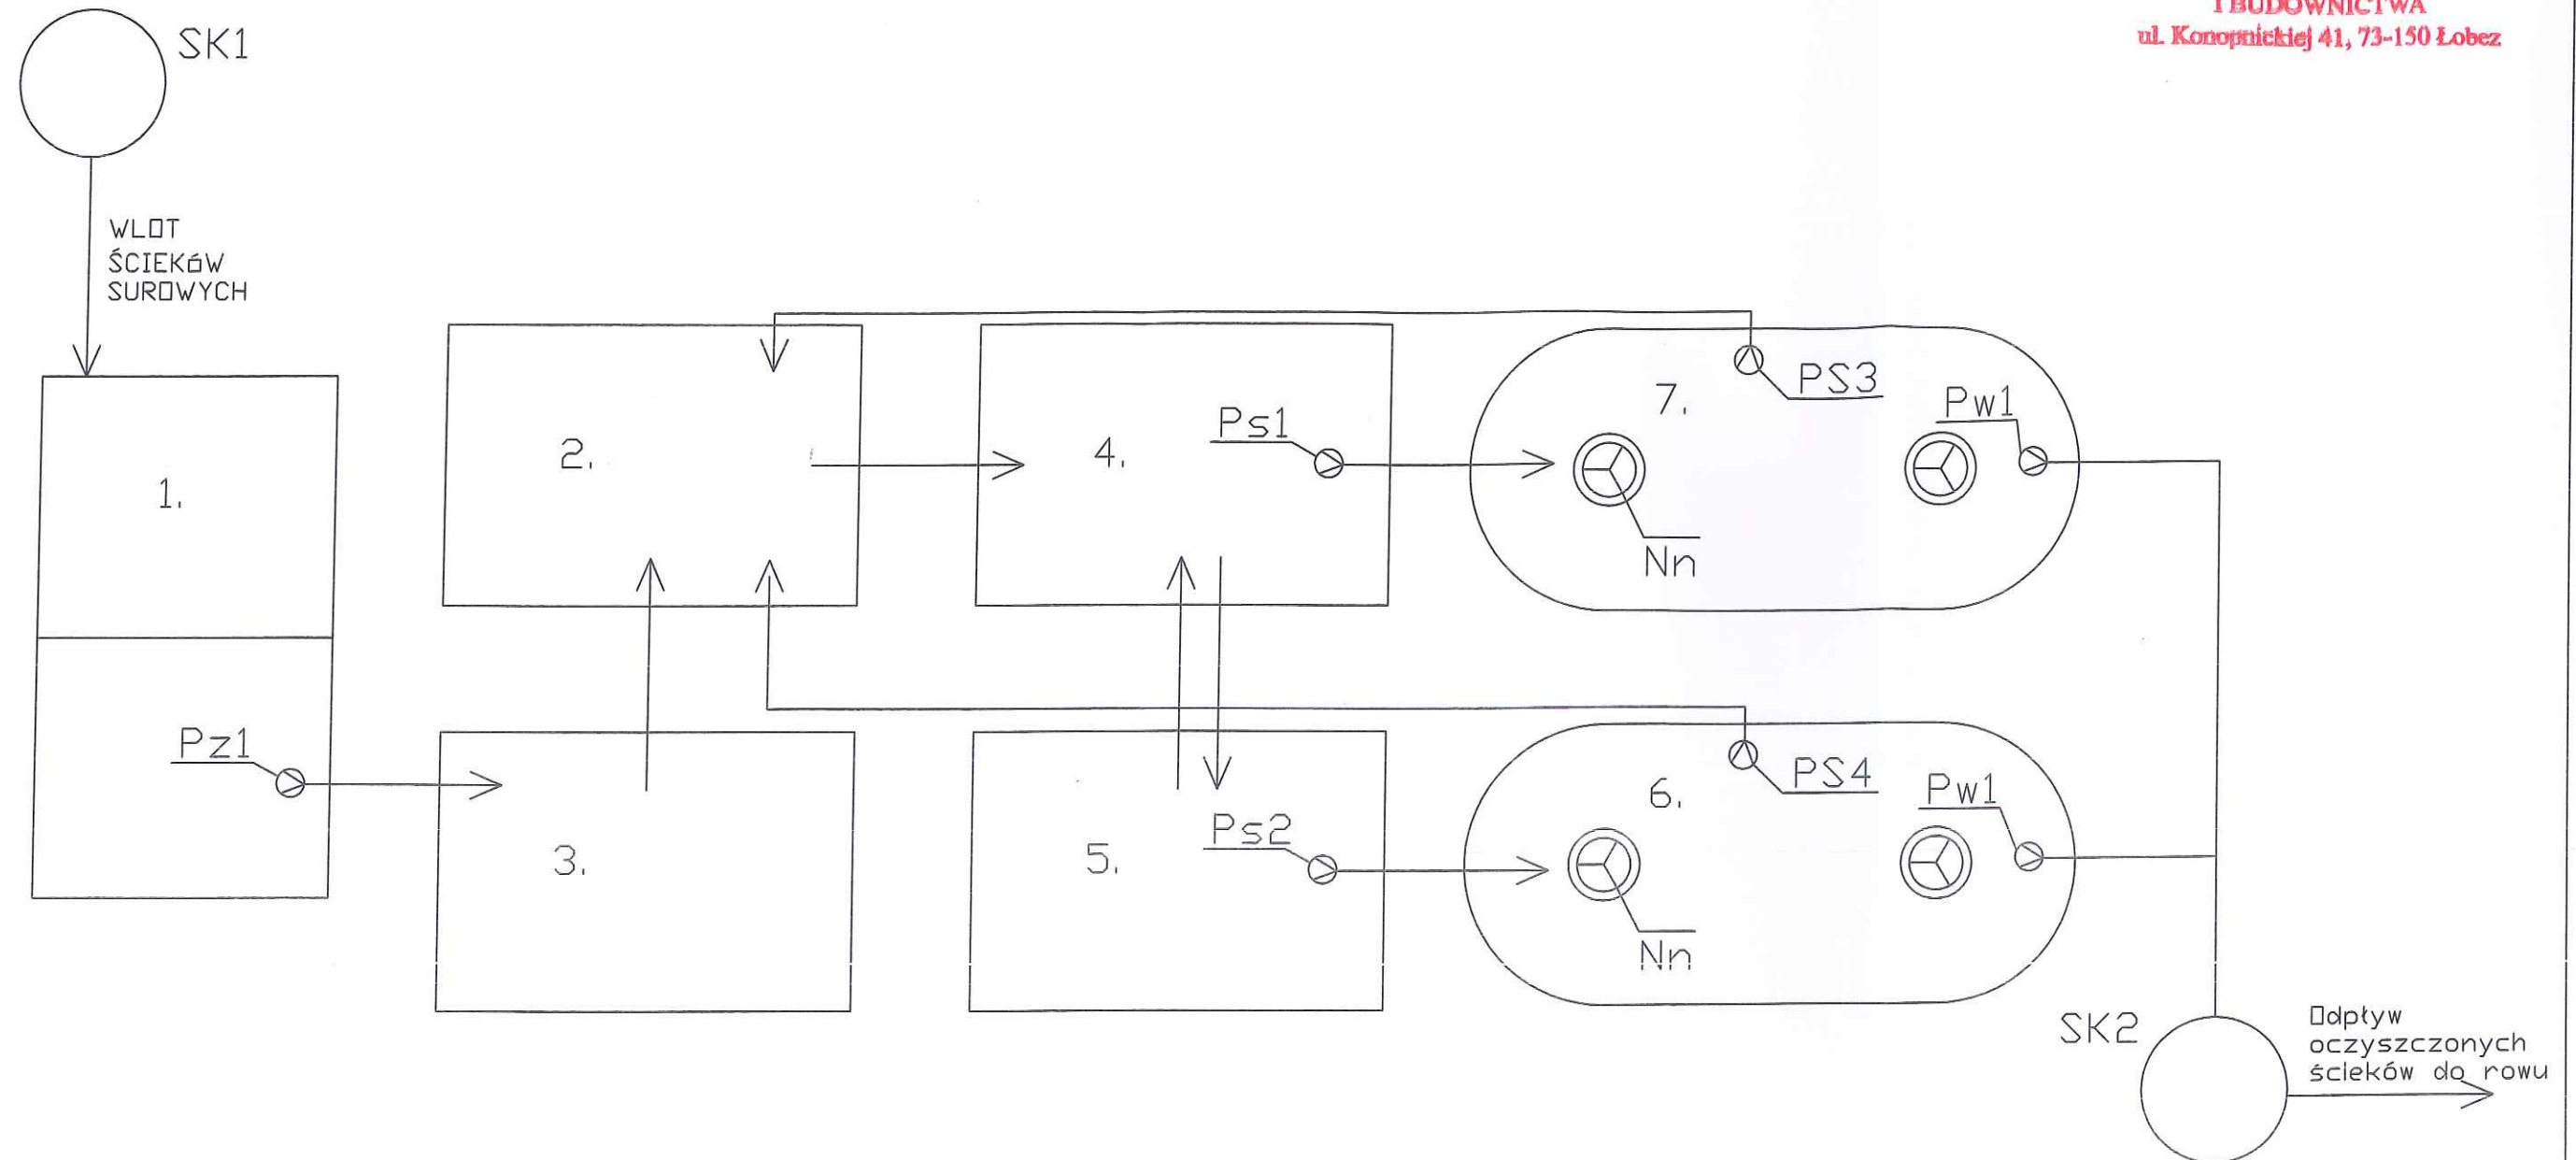 I BUDOWNICTWA
ul. Konopnickiej 41, 73-150 Łobez
SK1
WLOT
ŚCIEKóW
SUROWYCH
1.
2.
3.
4.
5.
6.
7.
Pz1
Ps1
Ps2
PS3
Pw1
Nn
PS4
Pw1
Nn
SK2
Odpływ
oczyszczonych
ścieków do rowu